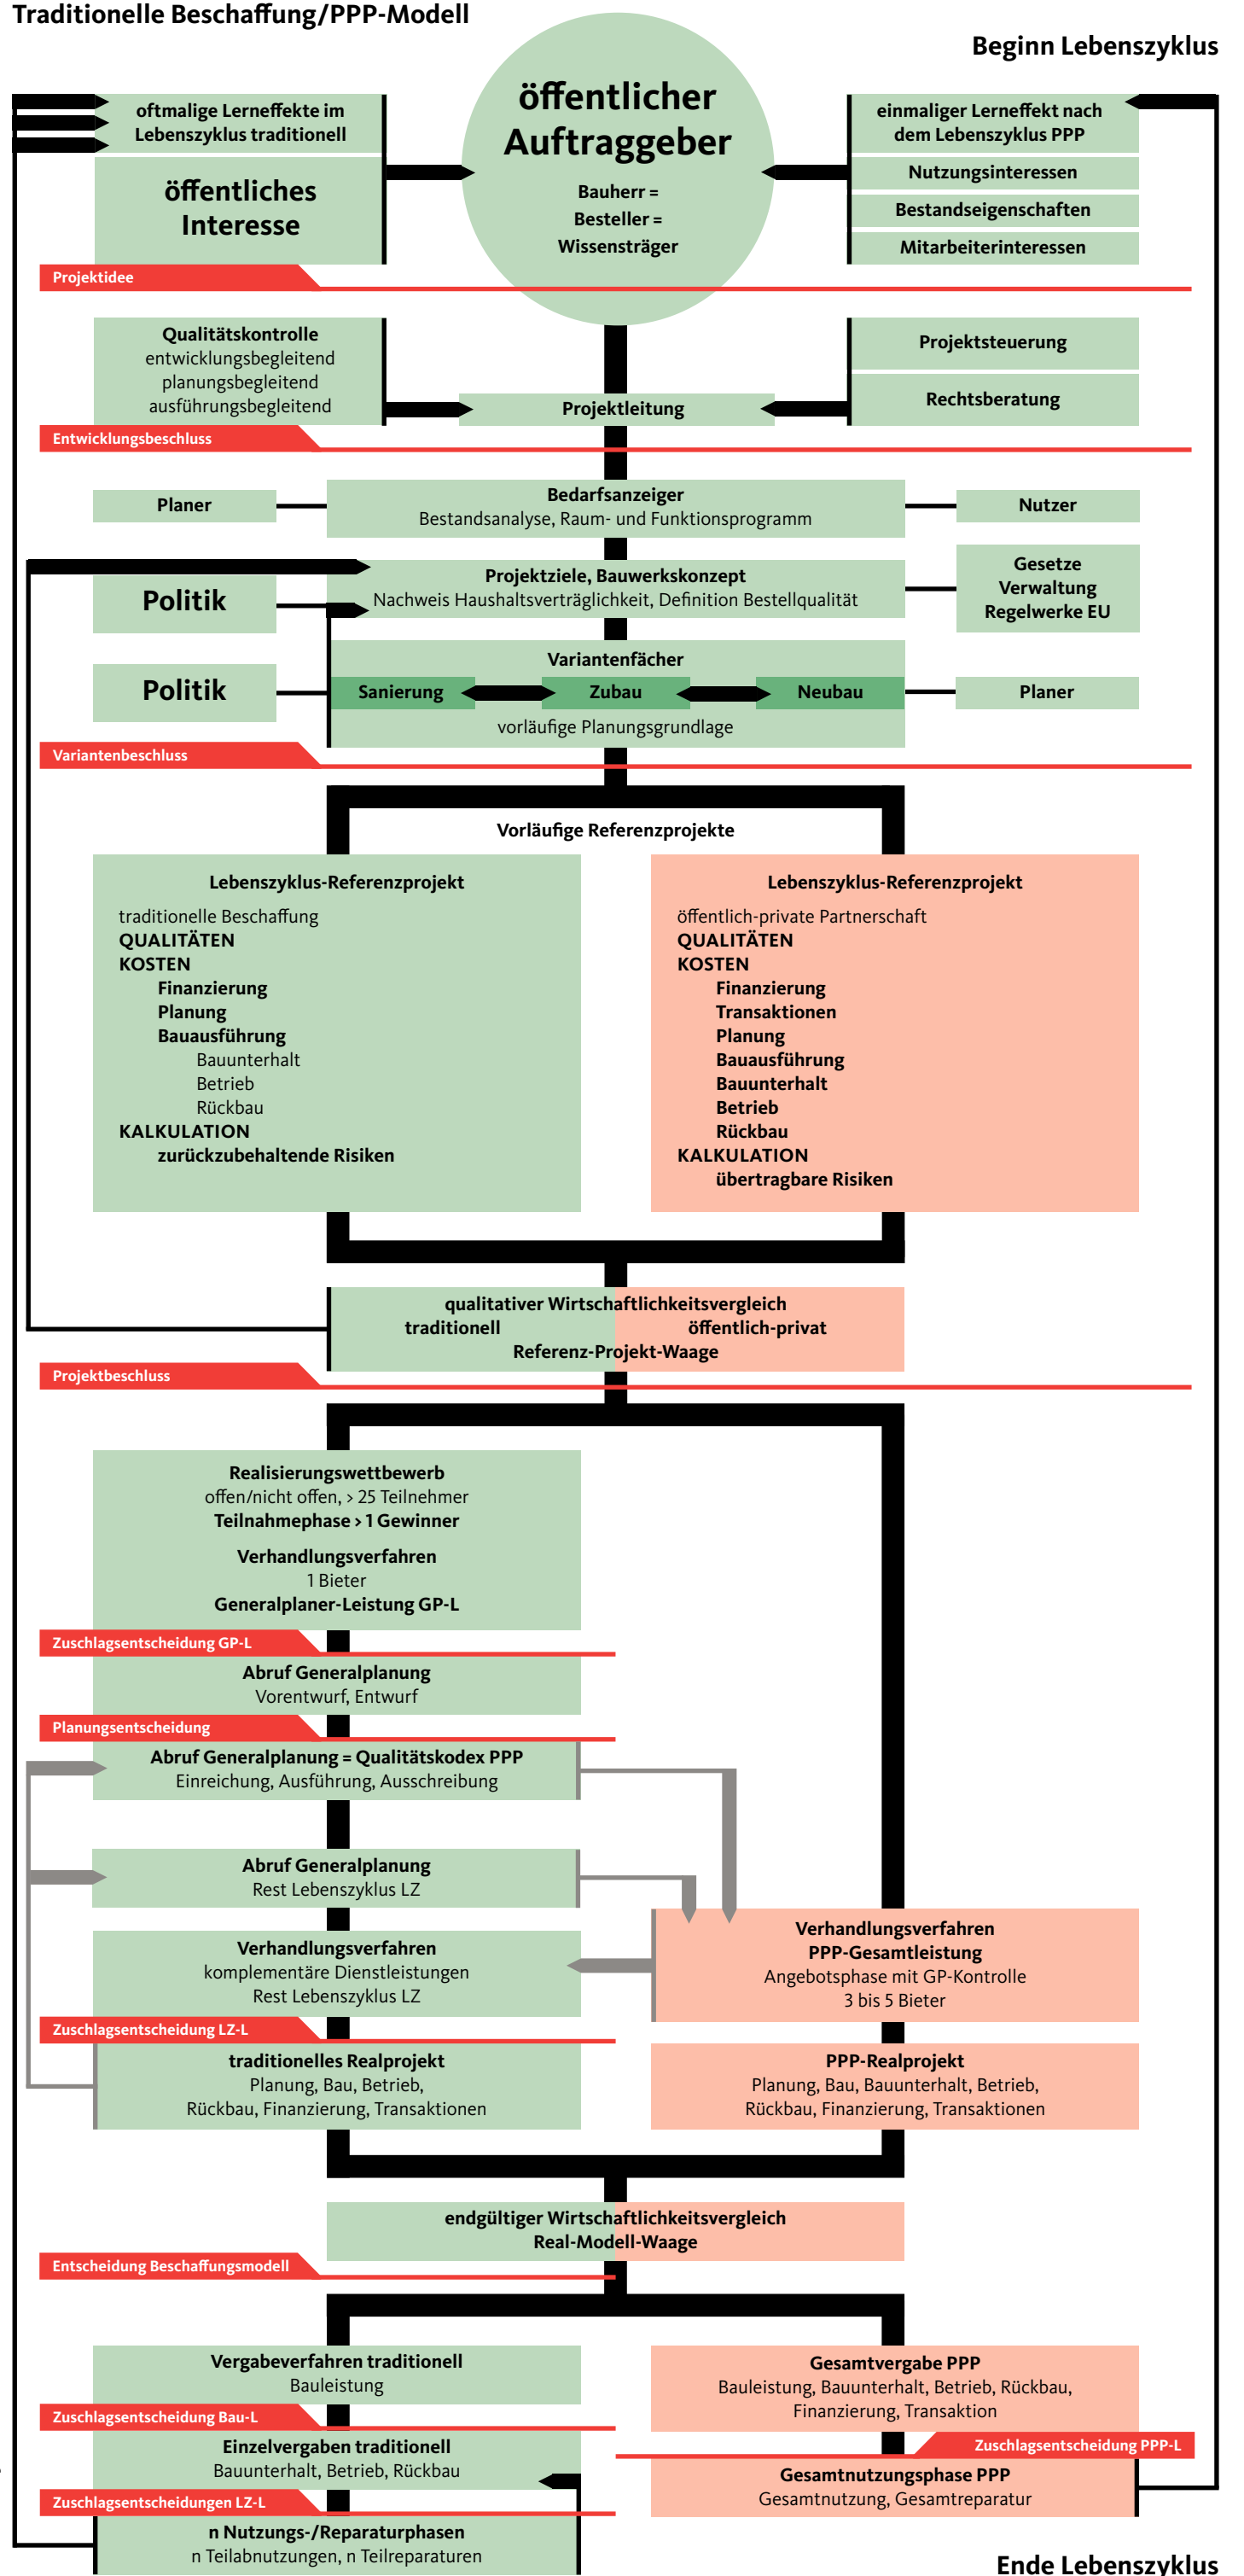 Traditionelle Beschaffung/PPP-Modell
Beginn Lebenszyklus
öffentlicher
Auftraggeber
Bauherr =
Besteller =
Wissensträger
oftmalige Lerneffekte im
Lebenszyklus traditionell
öffentliches
Interesse
einmaliger Lerneffekt nach
dem Lebenszyklus PPP
Nutzungsinteressen
Bestandseigenschaften
Mitarbeiterinteressen
Projektidee
Qualitätskontrolle
entwicklungsbegleitend
planungsbegleitend
ausführungsbegleitend
Projektleitung
Projektsteuerung
Rechtsberatung
Entwicklungsbeschluss
Planer
Bedarfsanzeiger
Bestandsanalyse, Raum- und Funktionsprogramm
Nutzer
Politik
Projektziele, Bauwerkskonzept
Nachweis Haushaltsverträglichkeit, Definition Bestellqualität
Gesetze
Verwaltung
Regelwerke EU
Politik
Variantenfächer
Sanierung
Zubau
Neubau
vorläufige Planungsgrundlage
Planer
Variantenbeschluss
Vorläufige Referenzprojekte
Lebenszyklus-Referenzprojekt
traditionelle Beschaffung
QUALITÄTEN
KOSTEN
Finanzierung
Planung
Bauausführung
Bauunterhalt
Betrieb
Rückbau
KALKULATION
zurückzubehaltende Risiken
Lebenszyklus-Referenzprojekt
öffentlich-private Partnerschaft
QUALITÄTEN
KOSTEN
Finanzierung
Transaktionen
Planung
Bauausführung
Bauunterhalt
Betrieb
Rückbau
KALKULATION
übertragbare Risiken
qualitativer Wirtschaftlichkeitsvergleich
traditionell öffentlich-privat
Referenz-Projekt-Waage
Projektbeschluss
Realisierungswettbewerb
offen/nicht offen, > 25 Teilnehmer
Teilnahmephase > 1 Gewinner
Verhandlungsverfahren
1 Bieter
Generalplaner-Leistung GP-L
Zuschlagsentscheidung GP-L
Abruf Generalplanung
Vorentwurf, Entwurf
Planungsentscheidung
Abruf Generalplanung = Qualitätskodex PPP
Einreichung, Ausführung, Ausschreibung
Abruf Generalplanung
Rest Lebenszyklus LZ
Verhandlungsverfahren
komplementäre Dienstleistungen
Rest Lebenszyklus LZ
Verhandlungsverfahren
PPP-Gesamtleistung
Angebotsphase mit GP-Kontrolle
3 bis 5 Bieter
Zuschlagsentscheidung LZ-L
traditionelles Realprojekt
Planung, Bau, Betrieb,
Rückbau, Finanzierung, Transaktionen
PPP-Realprojekt
Planung, Bau, Bauunterhalt, Betrieb,
Rückbau, Finanzierung, Transaktionen
endgültiger Wirtschaftlichkeitsvergleich
Real-Modell-Waage
Entscheidung Beschaffungsmodell
Vergabeverfahren traditionell
Bauleistung
Gesamtvergabe PPP
Bauleistung, Bauunterhalt, Betrieb, Rückbau,
Finanzierung, Transaktion
Zuschlagsentscheidung Bau-L
Zuschlagsentscheidung PPP-L
Einzelvergaben traditionell
Bauunterhalt, Betrieb, Rückbau
Gesamtnutzungsphase PPP
Gesamtnutzung, Gesamtreparatur
Zuschlagsentscheidungen LZ-L
n Nutzungs-/Reparaturphasen
n Teilabnutzungen, n Teilreparaturen
Ende Lebenszyklus